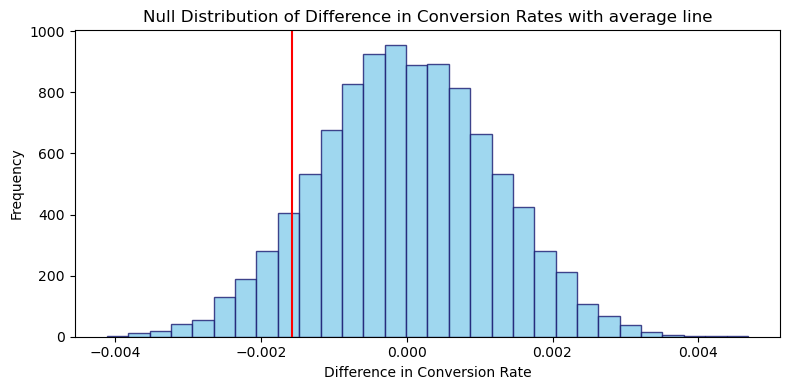 Null Distribution of Difference in Conversion Rates with average line
1000
800
600
400
200
0
Frequency
−0.004 −0.002 0.000 0.002 0.004
Difference in Conversion Rate